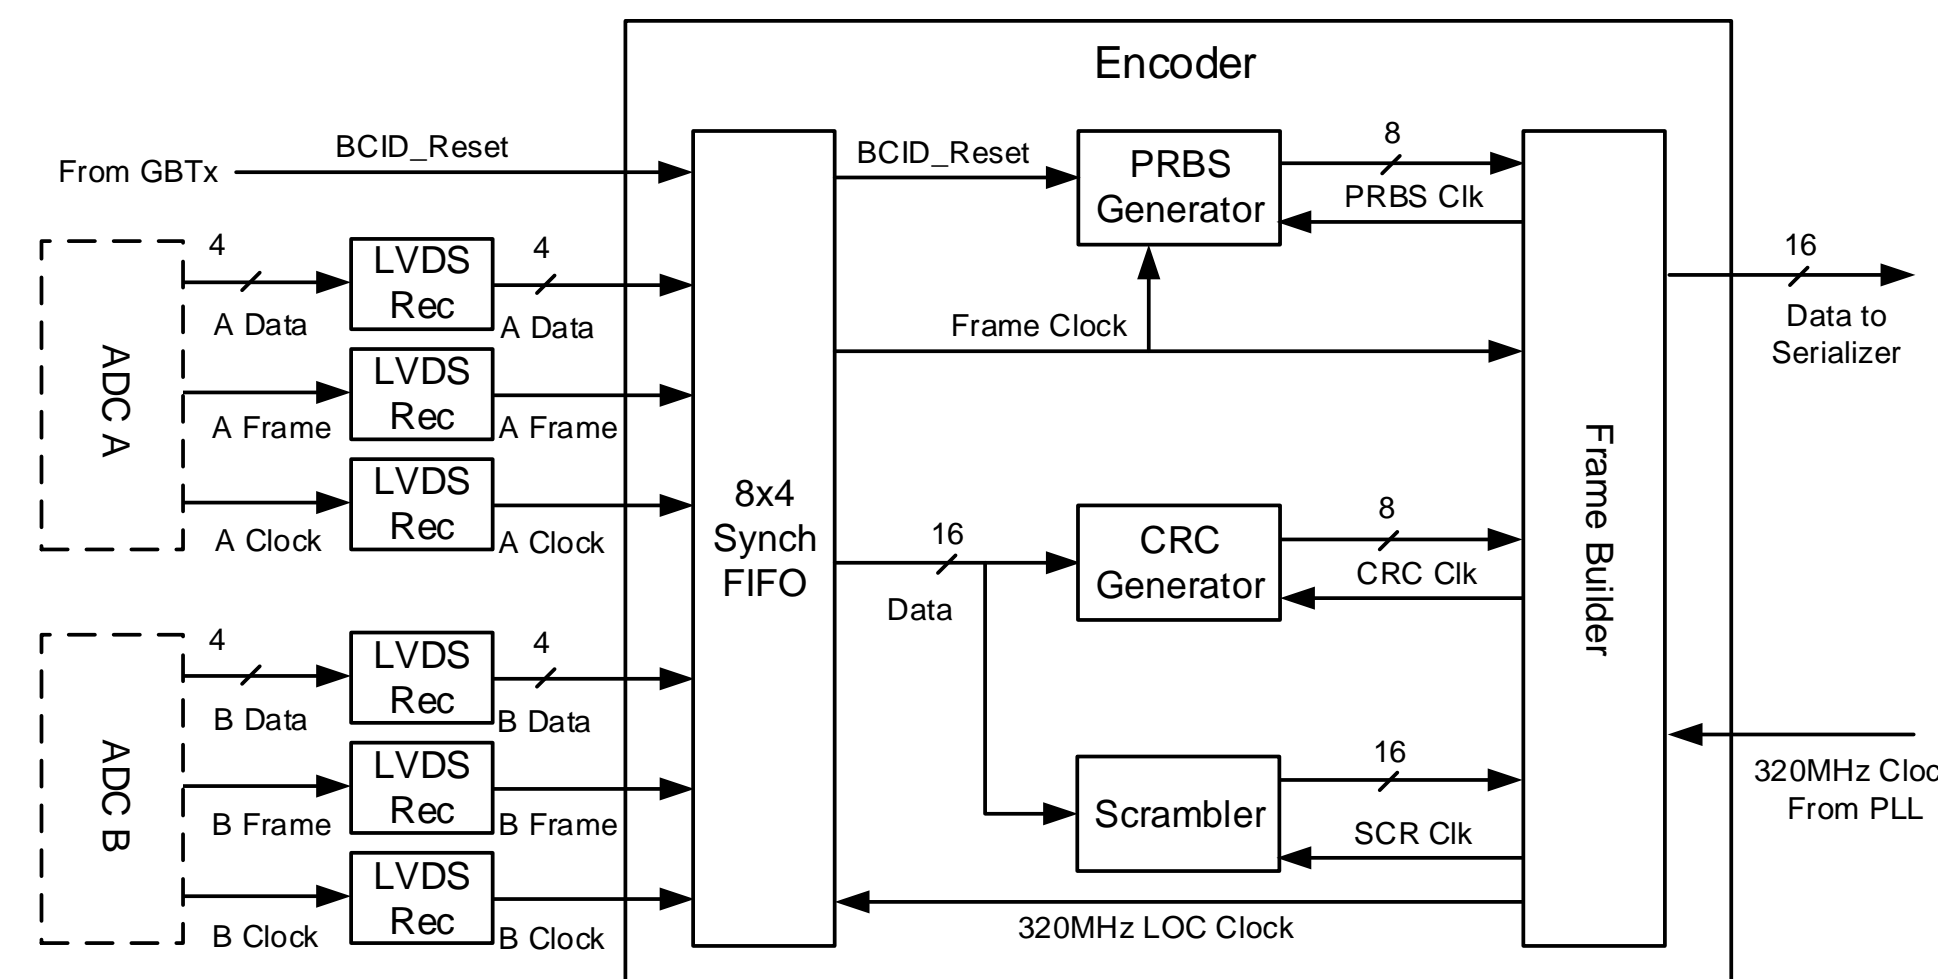 Encoder
From GBTx
BCID_Reset
BCID_Reset
PRBS
Generator
8
PRBS Clk
ADC A
4
A Data
LVDS
Rec
4
A Data
A Frame
LVDS
Rec
A Frame
A Clock
LVDS
Rec
A Clock
8x4
Synch
FIFO
Frame Clock
16
Data
CRC
Generator
8
CRC Clk
Frame Builder
16
Data to
Serializer
ADC B
4
B Data
LVDS
Rec
4
B Data
B Frame
LVDS
Rec
B Frame
B Clock
LVDS
Rec
B Clock
Scrambler
16
SCR Clk
320MHz LOC Clock
320MHz Cloc
From PLL